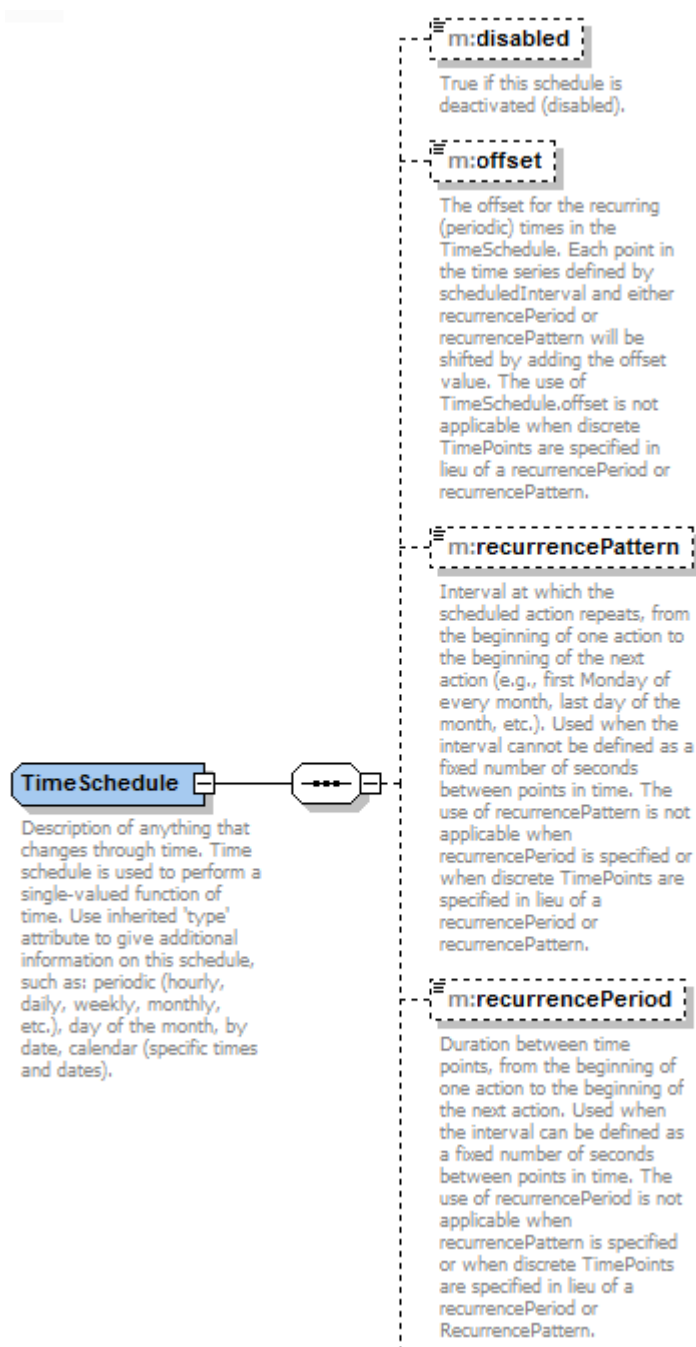 m:disabled
True if this schedule is
deactivated (disabled).
m:offset
The offset for the recurring
(periodic) times in the
TimeSchedule. Each point in
the time series defined by
scheduledInterval and either
recurrencePeriod or
recurrencePattern will be
shifted by adding the offset
value. The use of
TimeSchedule.offset is not
applicable when discrete
TimePoints are specified in
lieu of a recurrencePeriod or
recurrencePattern.
m:recurrencePattern
Interval at which the
scheduled action repeats, from
the beginning of one action to
the beginning of the next
action (e.g., first Monday of
every month, last day of the
month, etc.). Used when the
interval cannot be defined as a
fixed number of seconds
between points in time. The
use of recurrencePattern is not
applicable when
recurrencePeriod is specified or
when discrete TimePoints are
specified in lieu of a
recurrencePeriod or
recurrencePattern.
TimeSchedule
Description of anything that
changes through time. Time
schedule is used to perform a
single-valued function of
time. Use inherited 'type'
attribute to give additional
information on this schedule,
such as: periodic (hourly,
daily, weekly, monthly,
etc.), day of the month, by
date, calendar (specific times
and dates).
m:recurrencePeriod
Duration between time
points, from the beginning of
one action to the beginning of
the next action. Used when
the interval can be defined as
a fixed number of seconds
between points in time. The
use of recurrencePeriod is not
applicable when
recurrencePattern is specified
or when discrete TimePoints
are specified in lieu of a
recurrencePeriod or
RecurrencePattern.